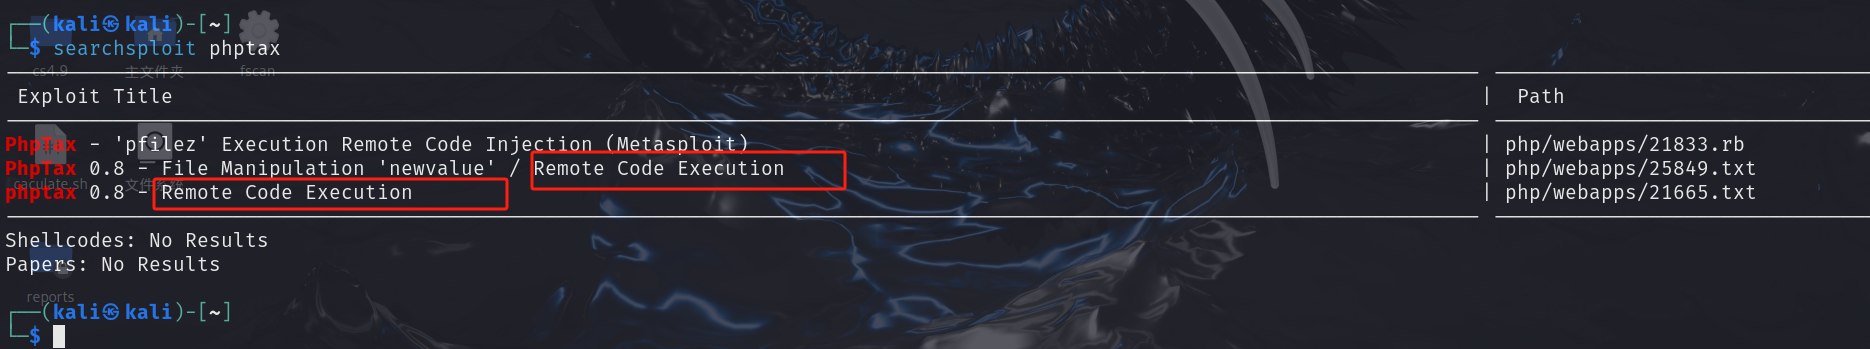 ┌──(kali㉿kali)-[~]
└─$ searchsploit phptax
cs4.9 主文件夹 fscan
Exploit Title | Path
PhpTax - 'pfilez' Execution Remote Code Injection (Metasploit) | php/webapps/21833.rb
PhpTax 0.8 - File Manipulation 'newvalue' / Remote Code Execution | php/webapps/25849.txt
caculate.sh
phptax 0.8 - Remote Code Execution | php/webapps/21665.txt
Shellcodes: No Results
Papers: No Results
reports
┌──(kali㉿kali)-[~]
└─$